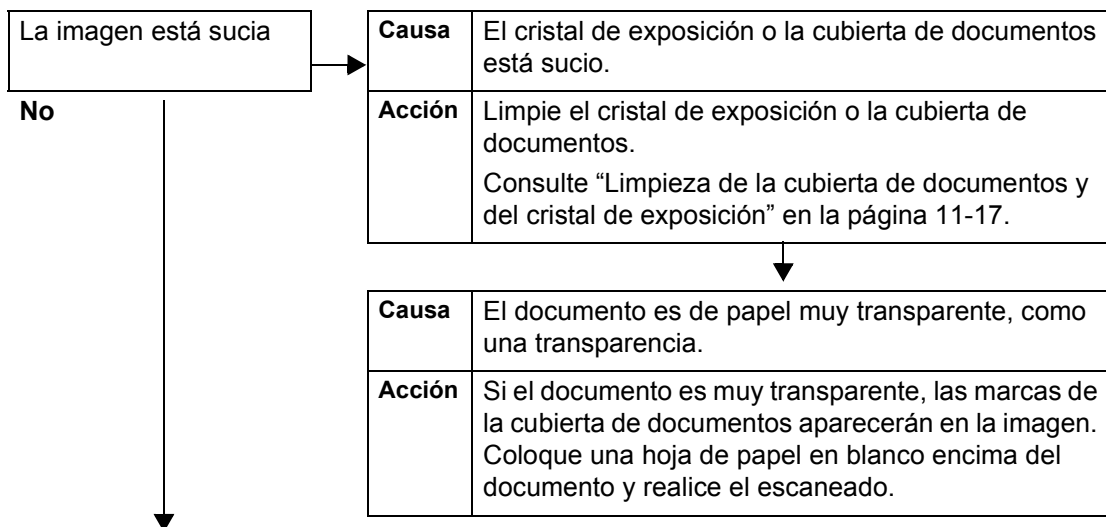 La imagen está sucia
No
Causa
El cristal de exposición o la cubierta de documentos
está sucio.
Acción
Limpie el cristal de exposición o la cubierta de
documentos.
Consulte “Limpieza de la cubierta de documentos y
del cristal de exposición” en la página 11-17.
Causa
El documento es de papel muy transparente, como
una transparencia.
Acción
Si el documento es muy transparente, las marcas de
la cubierta de documentos aparecerán en la imagen.
Coloque una hoja de papel en blanco encima del
documento y realice el escaneado.